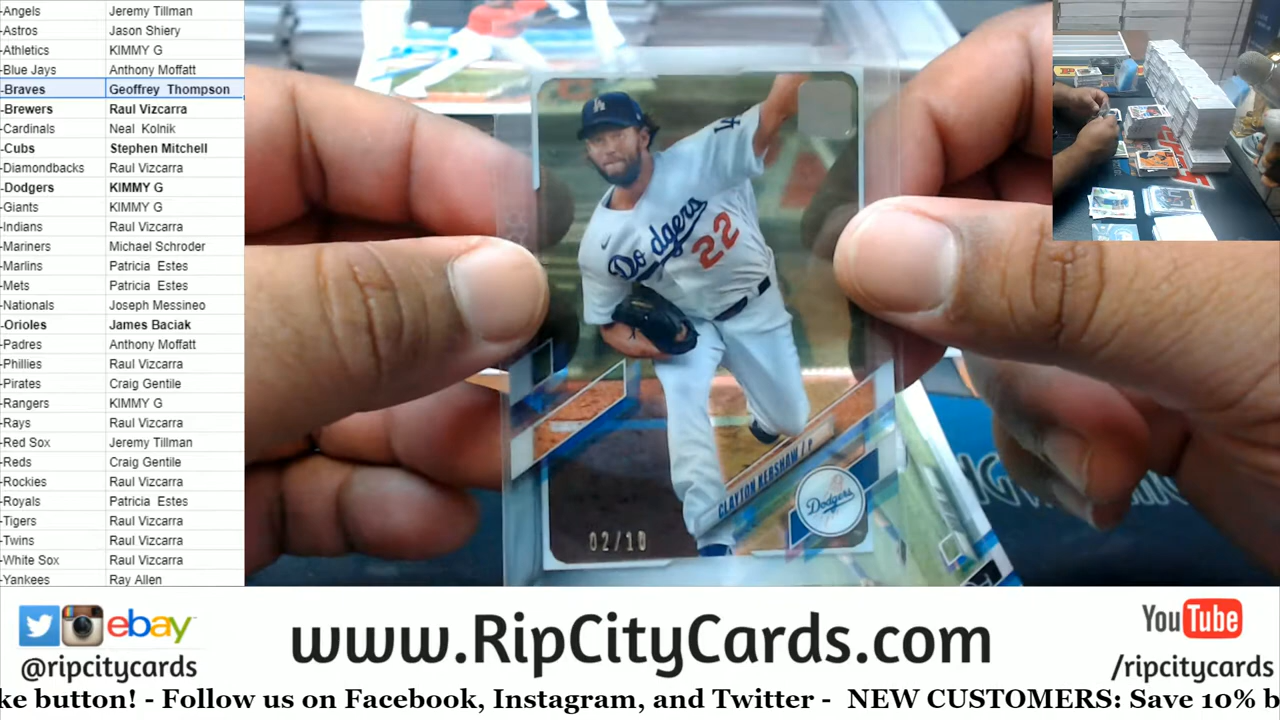 -Angels Jeremy Tillman
-Astros Jason Shiery
-Athletics KIMMY G
-Blue Jays Anthony Moffatt
-Braves Geoffrey Thompson
-Brewers Raul Vizcarra
-Cardinals Neal Kolnik
-Cubs Stephen Mitchell
-Diamondbacks Raul Vizcarra
-Dodgers KIMMY G
-Giants KIMMY G
-Indians Raul Vizcarra
-Mariners Michael Schroder
-Marlins Patricia Estes
-Mets Patricia Estes
-Nationals Joseph Messineo
-Orioles James Baciak
-Padres Anthony Moffatt
-Phillies Raul Vizcarra
-Pirates Craig Gentile
-Rangers KIMMY G
-Rays Raul Vizcarra
-Red Sox Jeremy Tillman
-Reds Craig Gentile
-Rockies Raul Vizcarra
-Royals Patricia Estes
-Tigers Raul Vizcarra
-Twins Raul Vizcarra
-White Sox Raul Vizcarra
-Yankees Ray Allen
LA
LA
Dodgers
22
CLAYTON KERSHAW / P
Dodgers
02/10
ebay
@ripcitycards
www.RipCityCards.com
YouTube
/ripcitycards
ke button! - Follow us on Facebook, Instagram, and Twitter - NEW CUSTOMERS: Save 10% b